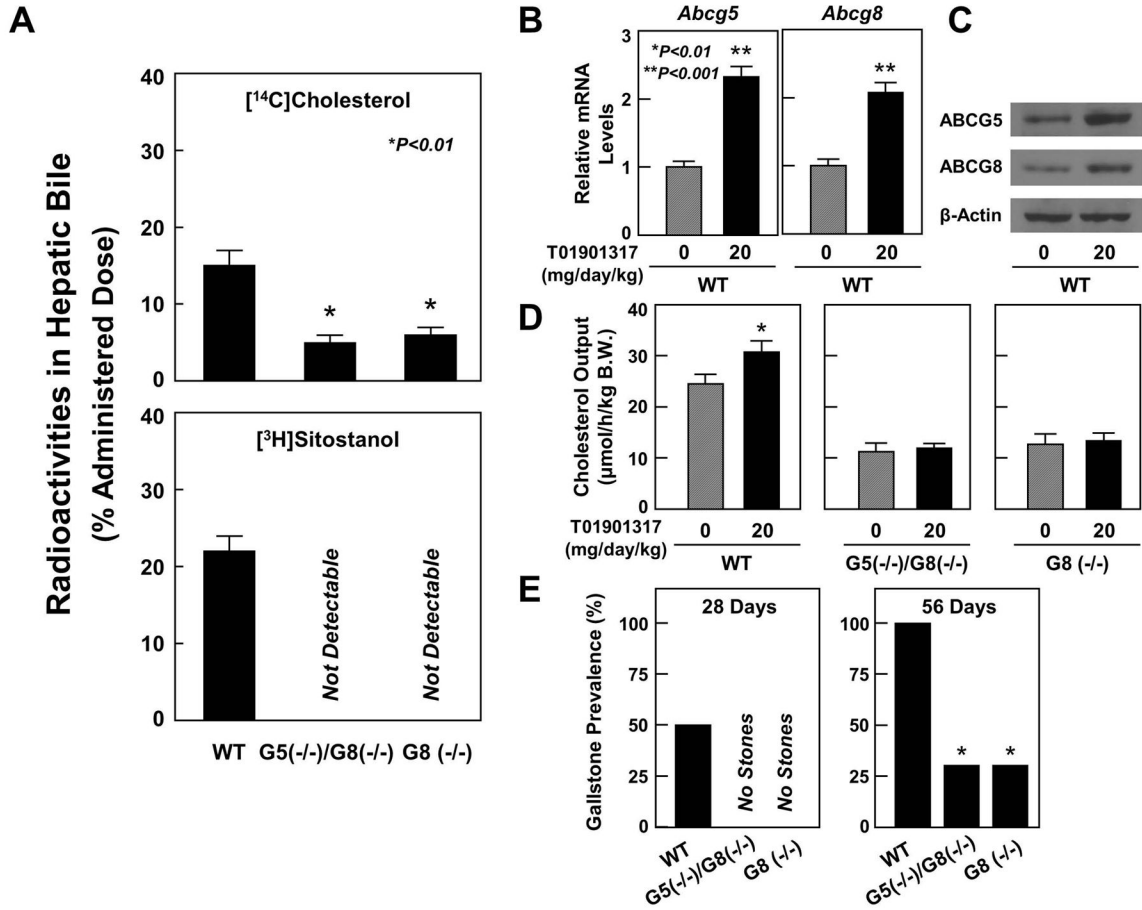 A
Radioactivities in Hepatic Bile
(% Administered Dose)
40
30
20
10
0
[¹⁴C]Cholesterol
*P<0.01
*
*
40
30
20
10
0
[³H]Sitostanol
Not Detectable
Not Detectable
WT G5(-/-)/G8(-/-) G8 (-/-)
B
Abcg5 Abcg8
Relative mRNA
Levels
3
2
1
0
*P<0.01
**P<0.001
**
**
T01901317
(mg/day/kg)
0 20 0 20
WT WT
C
ABCG5
ABCG8
β-Actin
0 20
WT
D
Cholesterol Output
(μmol/h/kg B.W.)
40
30
20
10
0
*
T01901317
(mg/day/kg)
0 20 0 20 0 20
WT G5(-/-)/G8(-/-) G8 (-/-)
E
Gallstone Prevalence (%)
28 Days
100
75
50
25
0
No Stones
No Stones
WT
G5(-/-)/G8(-/-)
G8 (-/-)
56 Days
100
75
50
25
0
*
*
WT
G5(-/-)/G8(-/-)
G8 (-/-)